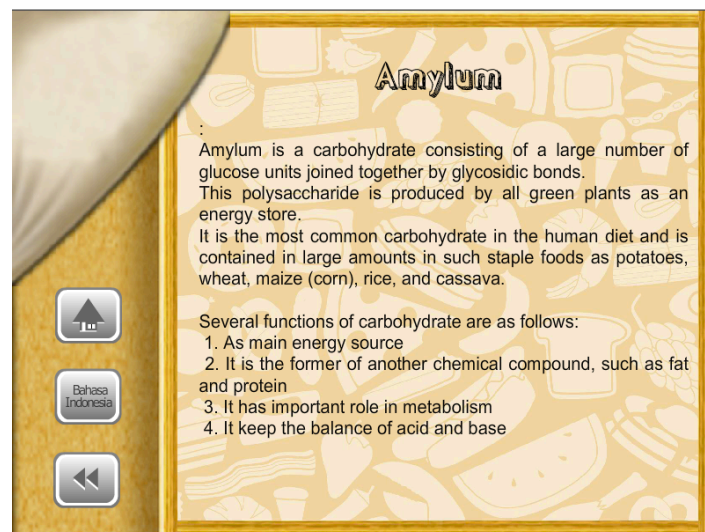 Amylum
:
Amylum is a carbohydrate consisting of a large number of
glucose units joined together by glycosidic bonds.
This polysaccharide is produced by all green plants as an
energy store.
It is the most common carbohydrate in the human diet and is
contained in large amounts in such staple foods as potatoes,
wheat, maize (corn), rice, and cassava.
Several functions of carbohydrate are as follows:
1. As main energy source
2. It is the former of another chemical compound, such as fat
and protein
3. It has important role in metabolism
4. It keep the balance of acid and base
Bahasa
Indonesia